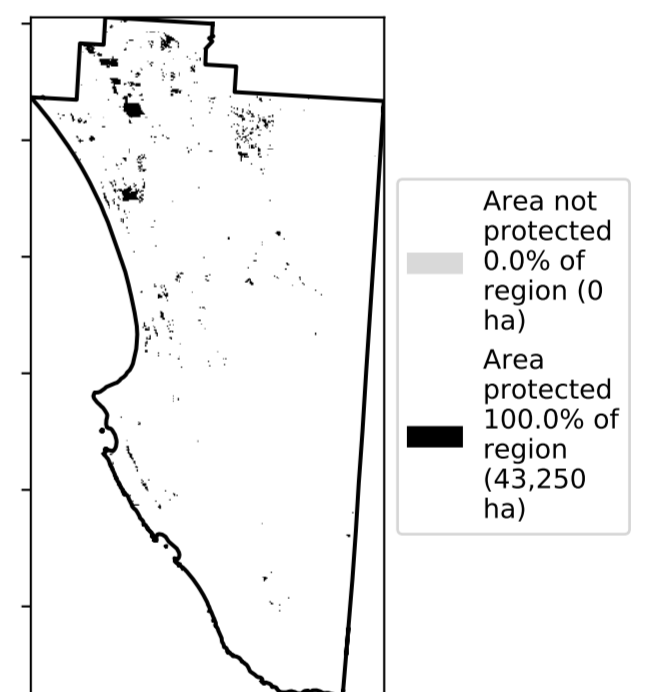 Area not
protected
0.0% of
region (0
ha)
Area
protected
100.0% of
region
(43,250
ha)